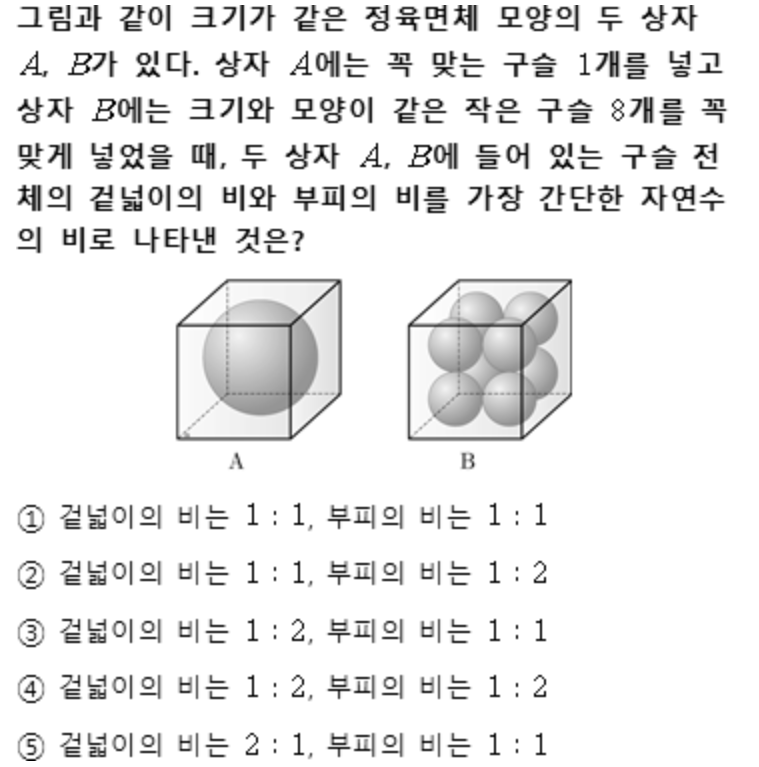 그림과 같이 크기가 같은 정육면체 모양의 두 상자
A, B가 있다. 상자 A에는 꼭 맞는 구슬 1개를 넣고
상자 B에는 크기와 모양이 같은 작은 구슬 8개를 꼭
맞게 넣었을 때, 두 상자 A, B에 들어 있는 구슬 전
체의 겉넓이의 비와 부피의 비를 가장 간단한 자연수
의 비로 나타낸 것은?
A B
① 겉넓이의 비는 1 : 1, 부피의 비는 1 : 1
② 겉넓이의 비는 1 : 1, 부피의 비는 1 : 2
③ 겉넓이의 비는 1 : 2, 부피의 비는 1 : 1
④ 겉넓이의 비는 1 : 2, 부피의 비는 1 : 2
⑤ 겉넓이의 비는 2 : 1, 부피의 비는 1 : 1